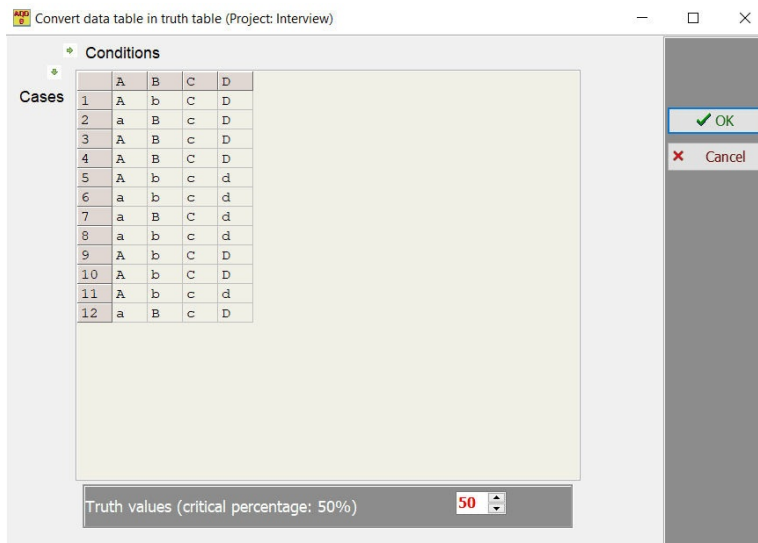 AQD
Convert data table in truth table (Project: Interview)
Conditions
Cases
A B C D
1 A b C D
2 a B c D
3 A B c D
4 A B C D
5 A b c d
6 a b c d
7 a B C d
8 a b c d
9 A b C D
10 A b C D
11 A b c d
12 a B c D
OK
Cancel
Truth values (critical percentage: 50%) 50